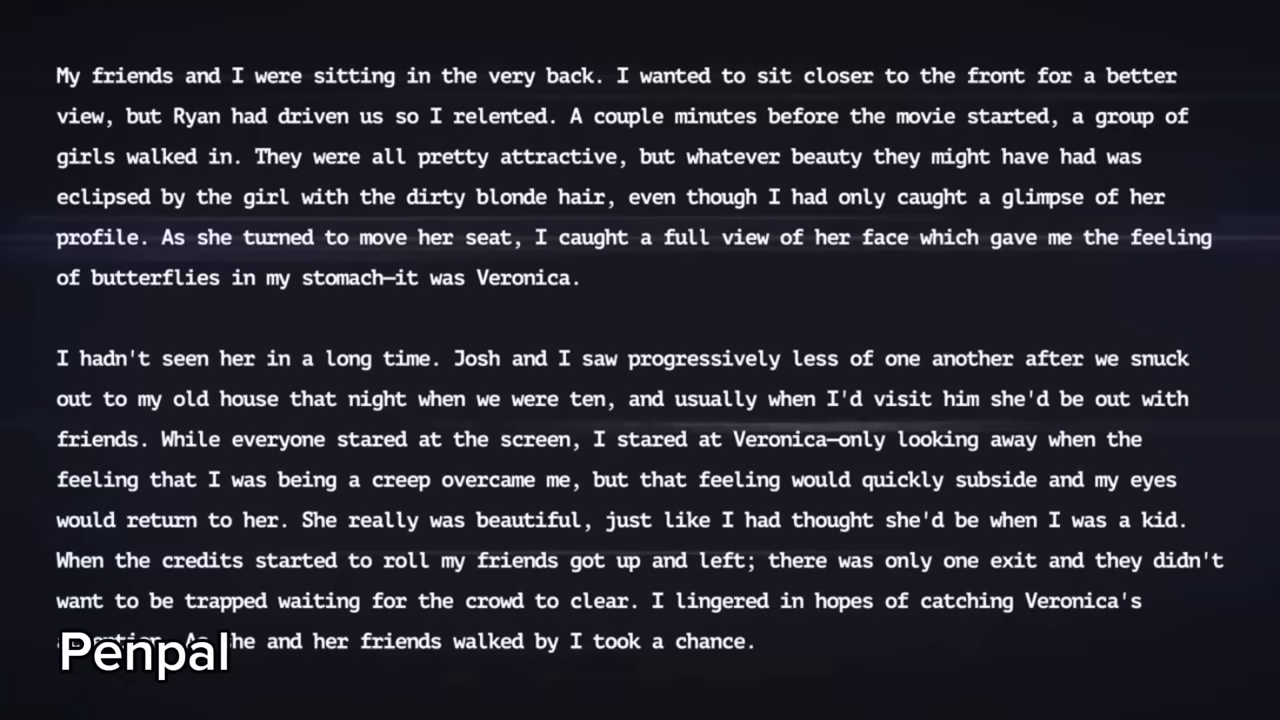 My friends and I were sitting in the very back. I wanted to sit closer to the front for a better
view, but Ryan had driven us so I relented. A couple minutes before the movie started, a group of
girls walked in. They were all pretty attractive, but whatever beauty they might have had was
eclipsed by the girl with the dirty blonde hair, even though I had only caught a glimpse of her
profile. As she turned to move her seat, I caught a full view of her face which gave me the feeling
of butterflies in my stomach—it was Veronica.
I hadn't seen her in a long time. Josh and I saw progressively less of one another after we snuck
out to my old house that night when we were ten, and usually when I'd visit him she'd be out with
friends. While everyone stared at the screen, I stared at Veronica—only looking away when the
feeling that I was being a creep overcame me, but that feeling would quickly subside and my eyes
would return to her. She really was beautiful, just like I had thought she'd be when I was a kid.
When the credits started to roll my friends got up and left; there was only one exit and they didn't
want to be trapped waiting for the crowd to clear. I lingered in hopes of catching Veronica's
and her friends walked by I took a chance.
Penpal